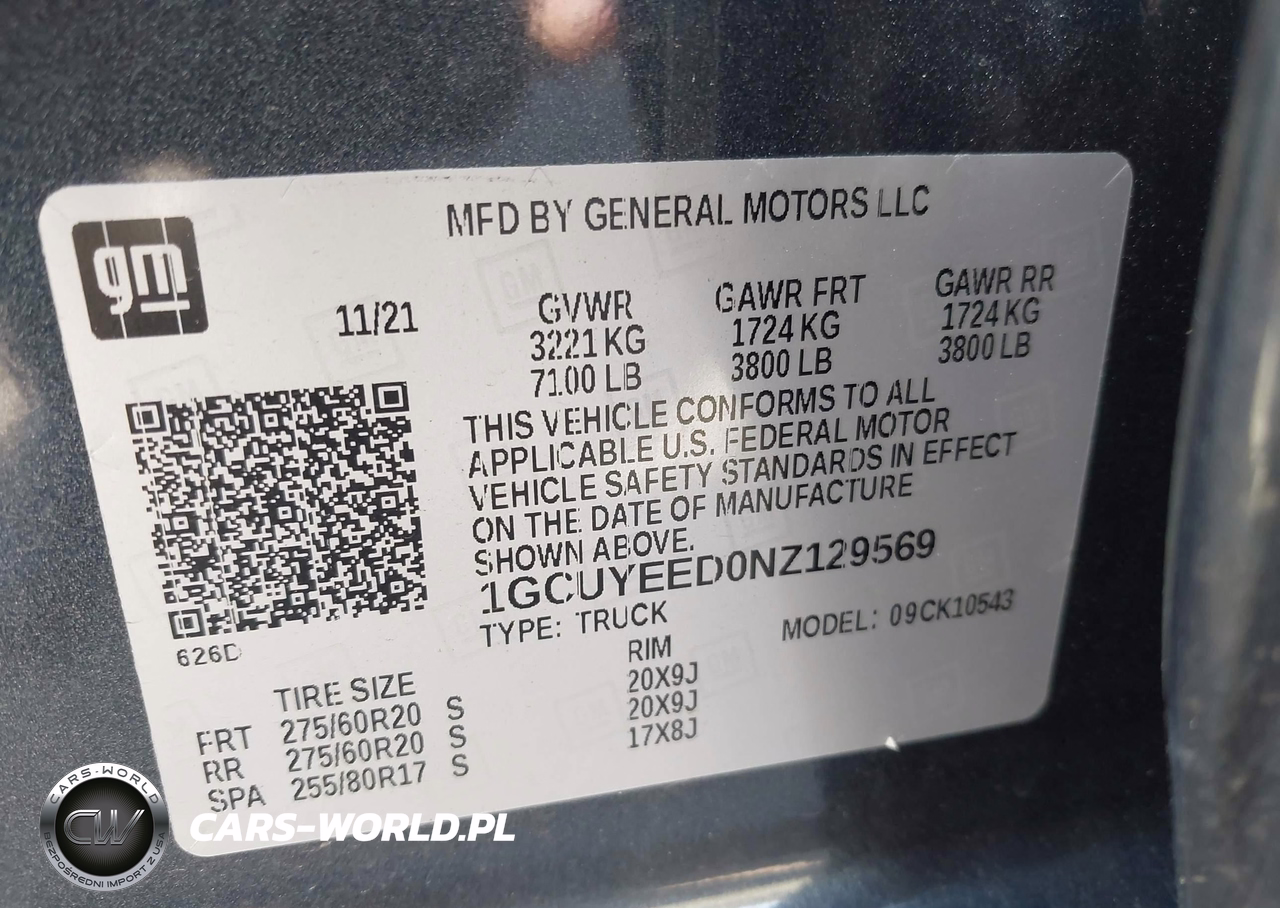 MFD BY GENERAL MOTORS LLC
gm
11/21
GVWR GAWR FRT GAWR RR
3221 KG 1724 KG 1724 KG
7100 LB 3800 LB 3800 LB
THIS VEHICLE CONFORMS TO ALL
APPLICABLE U.S. FEDERAL MOTOR
VEHICLE SAFETY STANDARDS IN EFFECT
ON THE DATE OF MANUFACTURE
SHOWN ABOVE.
1GCUYEED0NZ129569
TYPE: TRUCK MODEL: 09CK10543
626D
TIRE SIZE RIM
FRT 275/60R20 S 20X9J
RR 275/60R20 S 20X9J
SPA 255/80R17 S 17X8J
CARS-WORLD
CW
BEZPOŚREDNI IMPORT Z USA
CARS-WORLD.PL